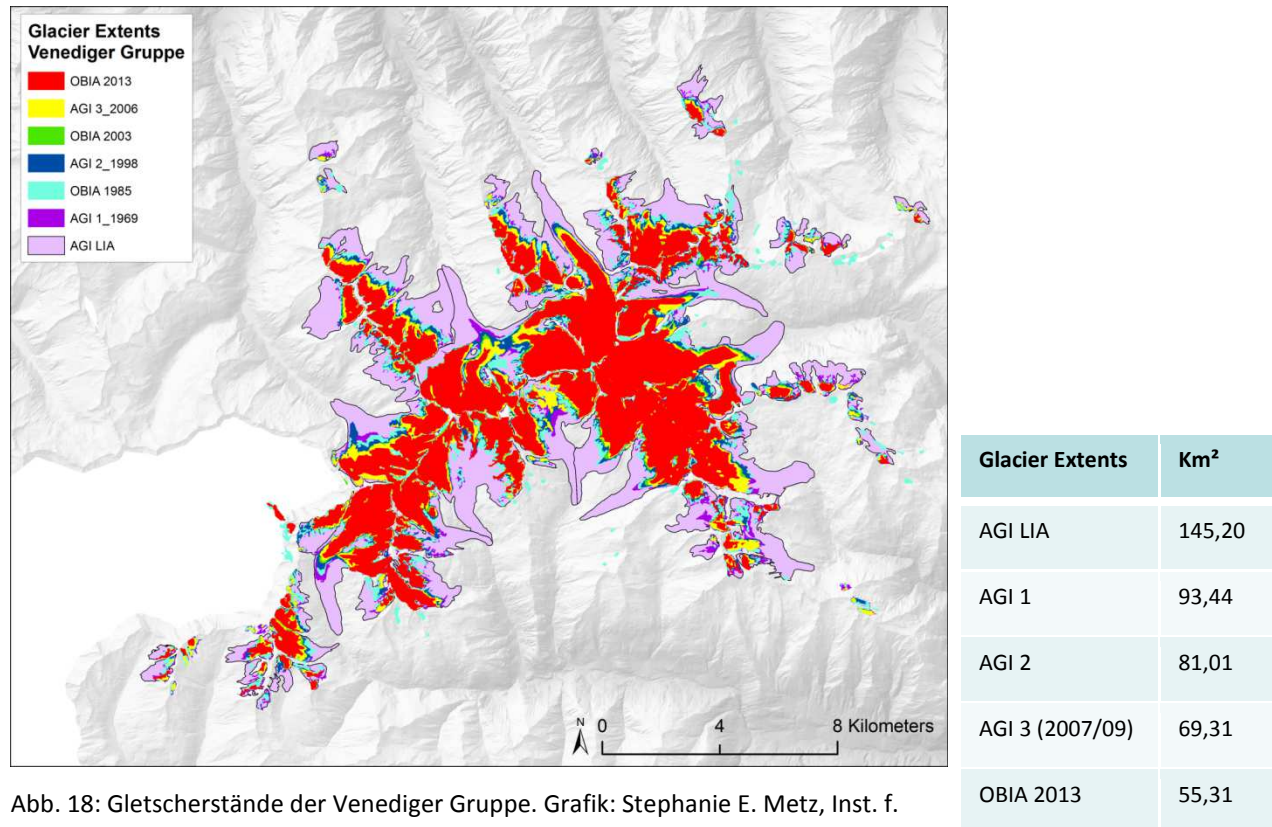 Glacier Extents
Venediger Gruppe
OBIA 2013
AGI 3_2006
OBIA 2003
AGI 2_1998
OBIA 1985
AGI 1_1969
AGI LIA
N 0 4 8 Kilometers
Abb. 18: Gletscherstände der Venediger Gruppe. Grafik: Stephanie E. Metz, Inst. f.
Glacier Extents Km²
AGI LIA 145,20
AGI 1 93,44
AGI 2 81,01
AGI 3 (2007/09) 69,31
OBIA 2013 55,31